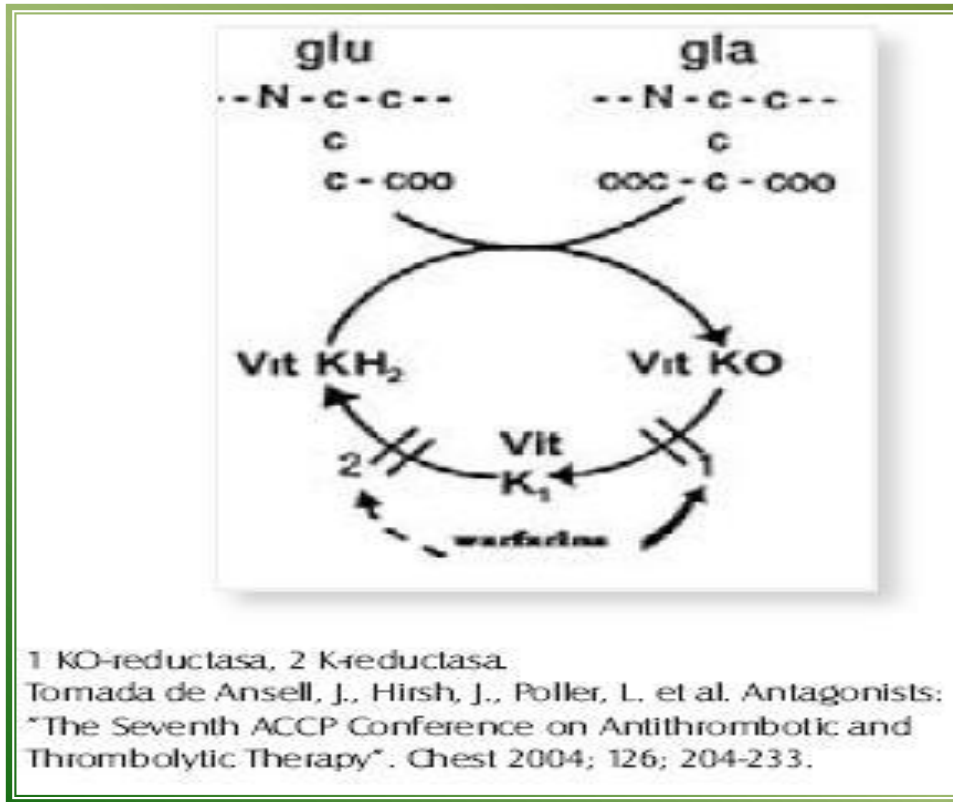 glu gla
--N-c-c-- --N-c-c--
c c
c-coo coc-c-coo
Vit KH₂ Vit KO
Vit
2 K₁ 1
warfarina
1 KO-reductasa, 2 K-reductasa.
Tomada de Ansell, J., Hirsh, J., Poller, L. et al. Antagonists:
“The Seventh ACCP Conference on Antithrombotic and
Thrombolytic Therapy”. Chest 2004; 126; 204-233.